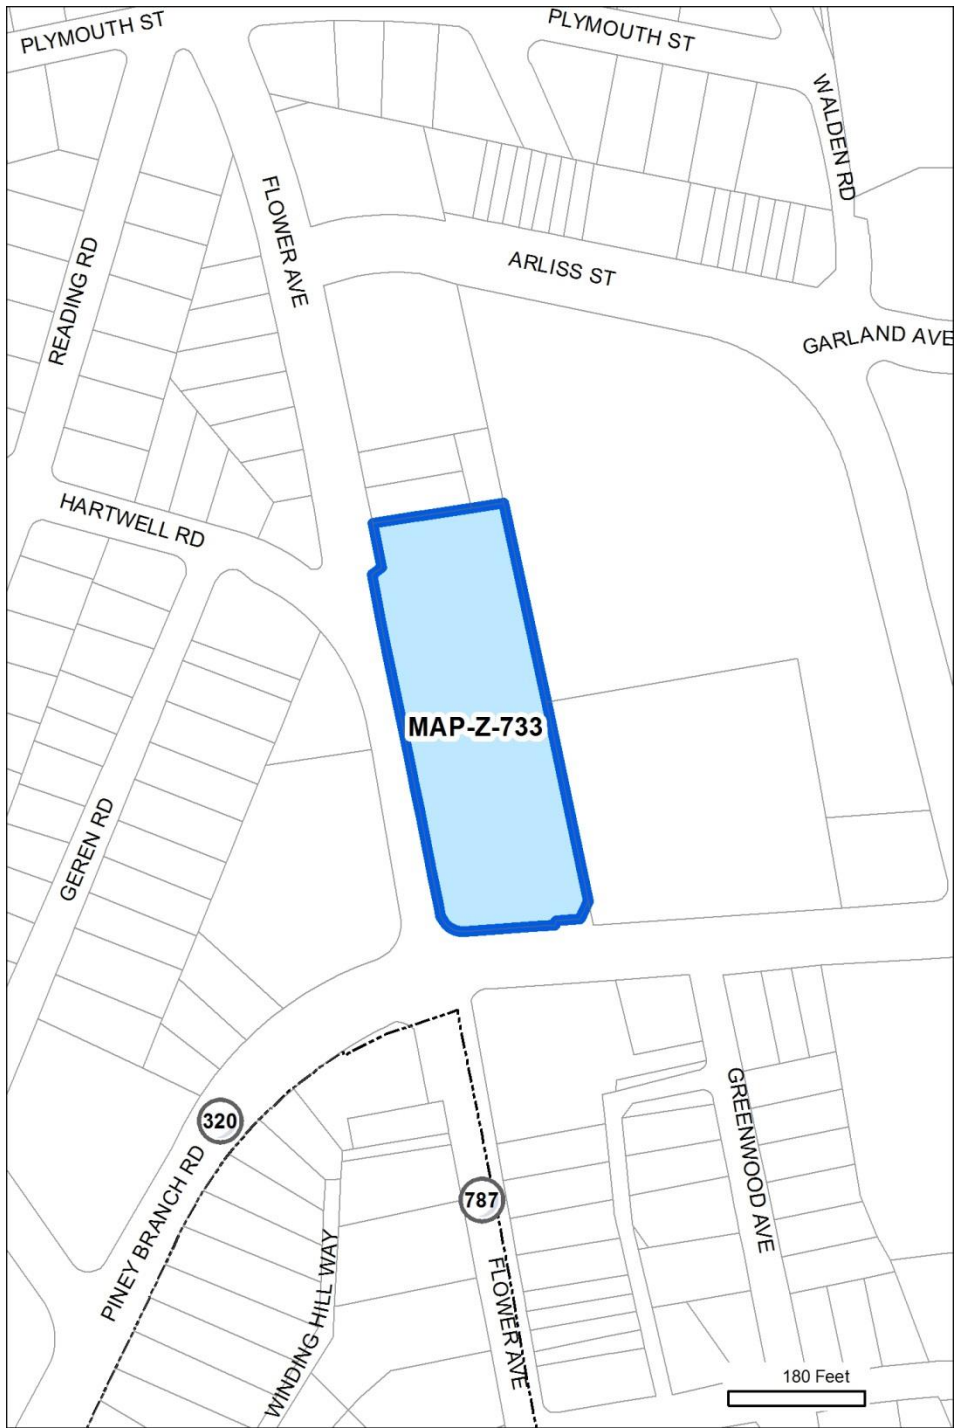 PLYMOUTH ST
PLYMOUTH ST
WALDEN RD
FLOWER AVE
READING RD
ARLISS ST
GARLAND AVE
HARTWELL RD
MAP-Z-733
GEREN RD
320
PINEY BRANCH RD
787
GREENWOOD AVE
WINDING HILL WAY
FLOWER AVE
180 Feet